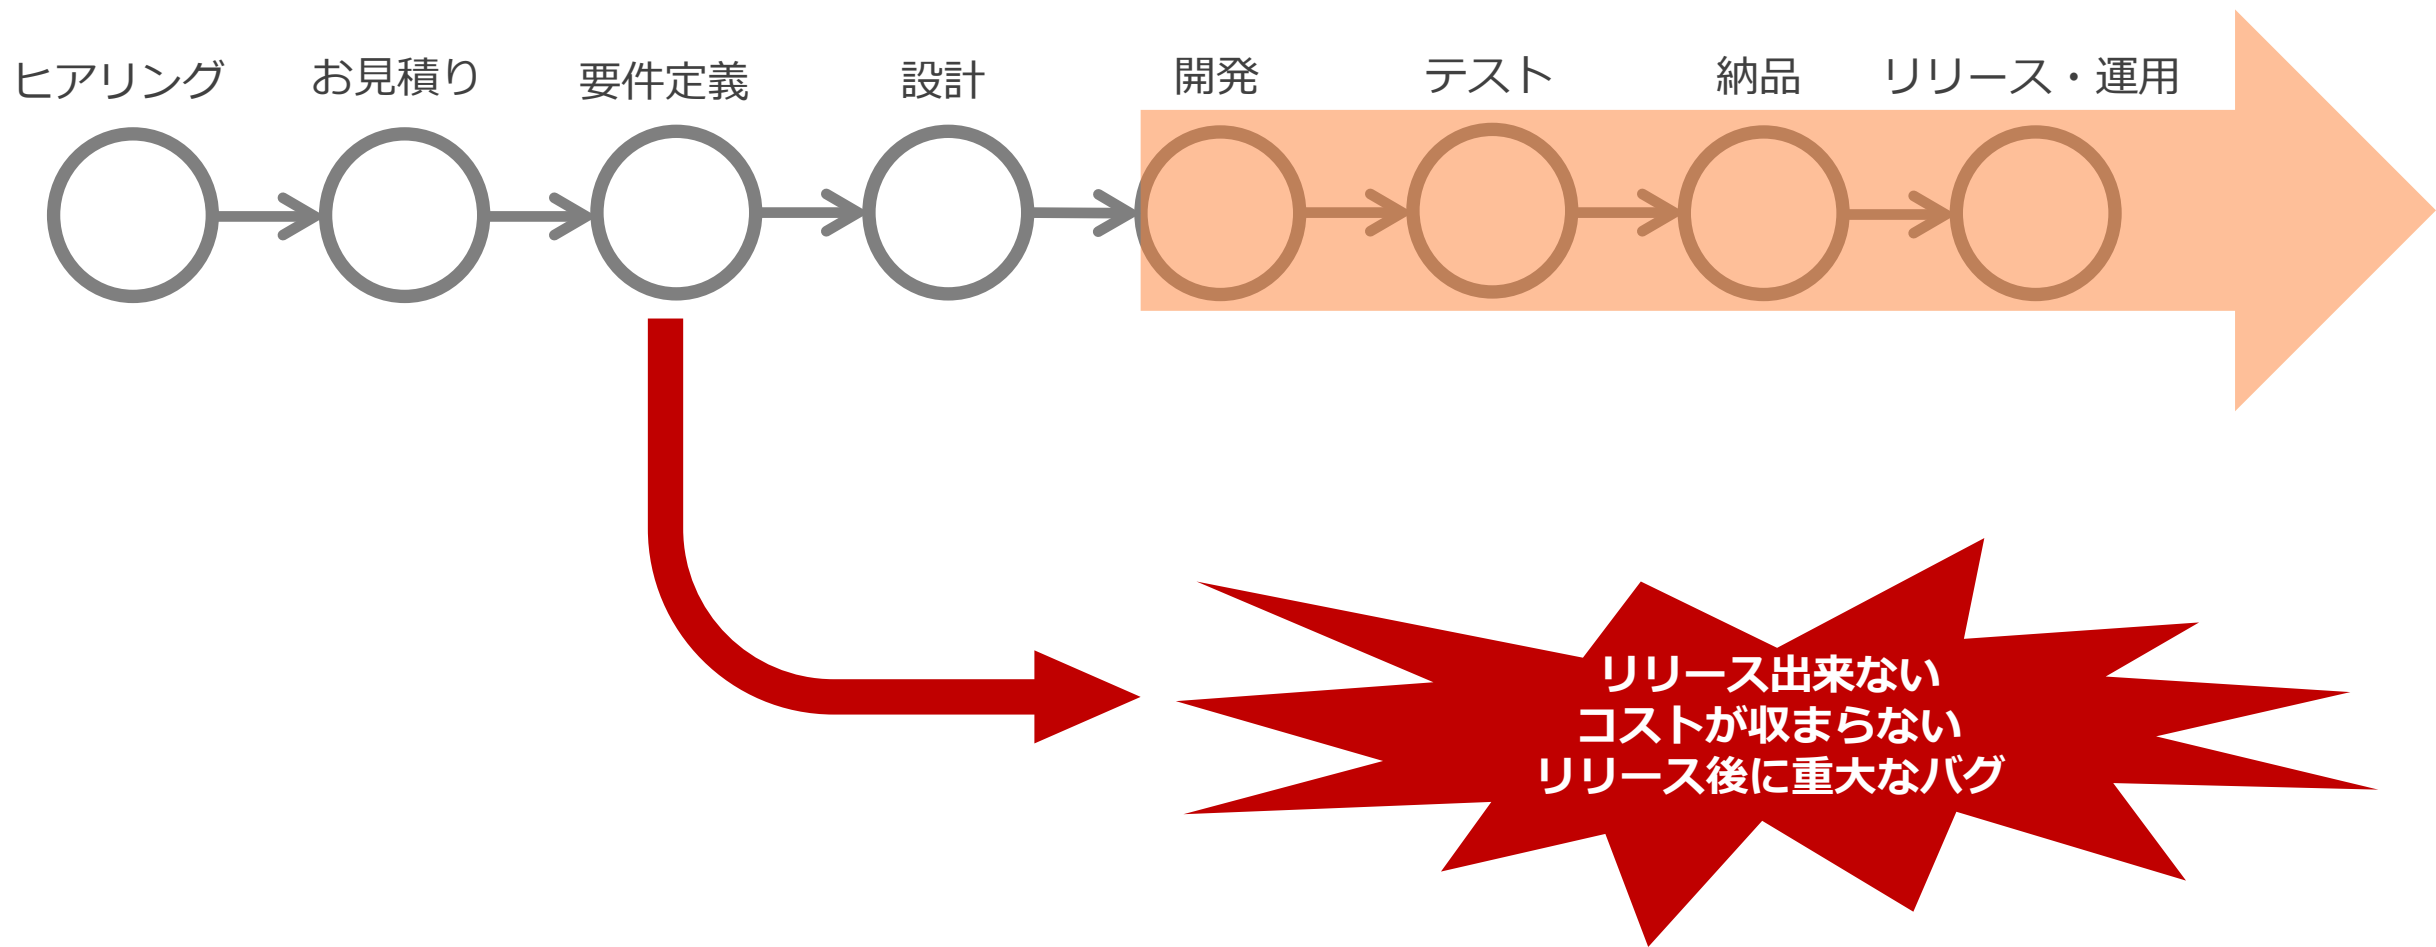 ヒアリング
お見積り
要件定義
設計
開発
テスト
納品
リリース・運用
リリース出来ない
コストが収まらない
リリース後に重大なバグ